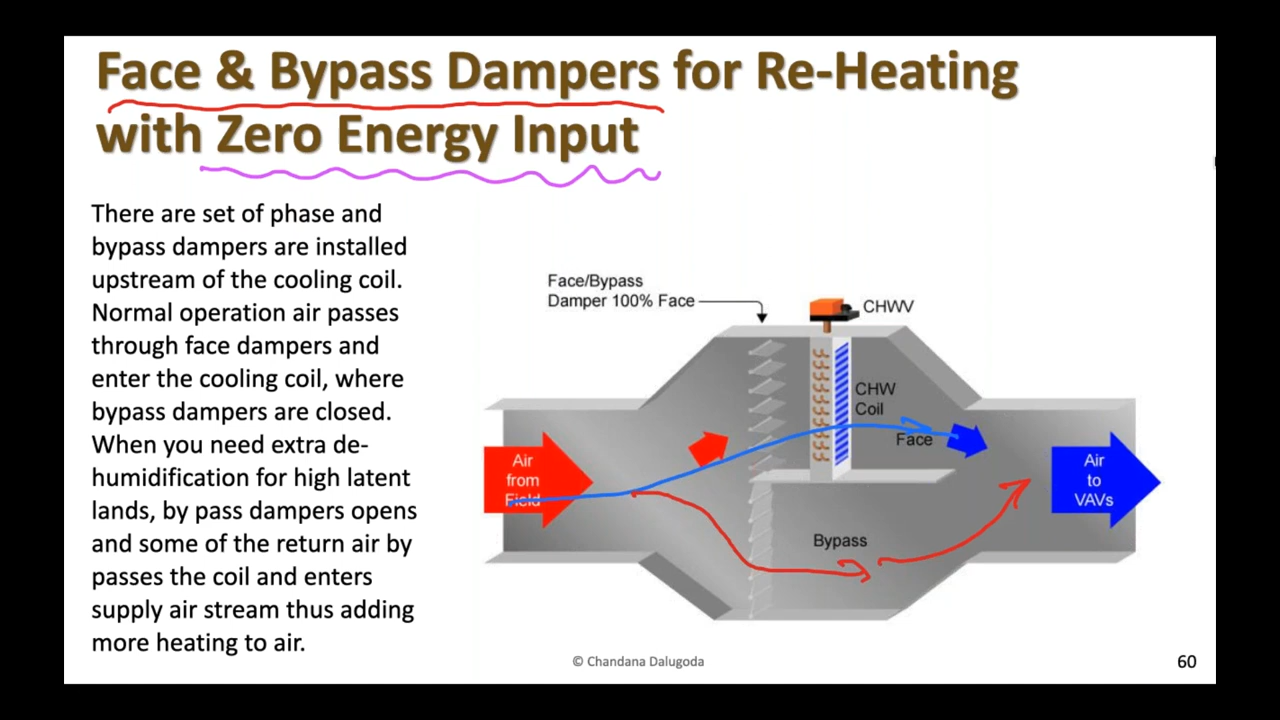 Face & Bypass Dampers for Re-Heating
with Zero Energy Input
There are set of phase and
bypass dampers are installed
upstream of the cooling coil.
Normal operation air passes
through face dampers and
enter the cooling coil, where
bypass dampers are closed.
When you need extra de-
humidification for high latent
lands, by pass dampers opens
and some of the return air by
passes the coil and enters
supply air stream thus adding
more heating to air.
Face/Bypass
Damper 100% Face
CHWV
CHW
Coil
Face
Air
from
Field
Air
to
VAVs
Bypass
© Chandana Dalugoda
60